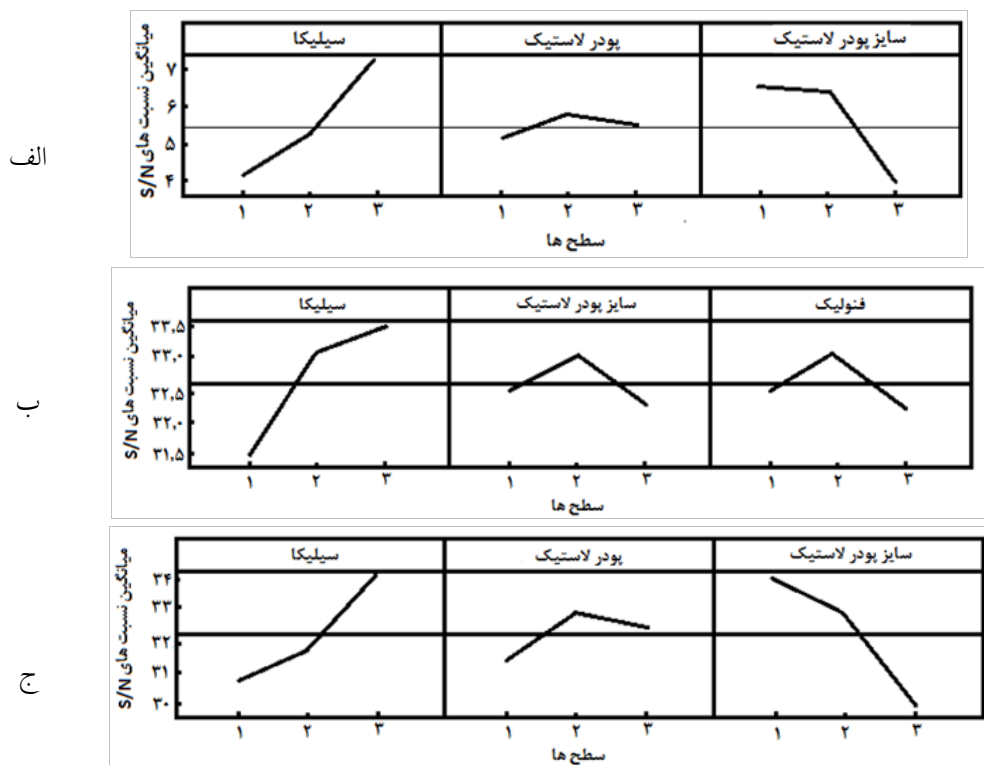 الف
سیلیکا
پودر لاستیک
سایز پودر لاستیک
میانگین نسبت های S/N
۷
۶
۵
۴
۱ ۲ ۳ ۱ ۲ ۳ ۱ ۲ ۳
سطح ها
ب
سیلیکا
سایز پودر لاستیک
فنولیک
میانگین نسبت های S/N
۳۳,۵
۳۳,۰
۳۲,۵
۳۲,۰
۳۱,۵
۱ ۲ ۳ ۱ ۲ ۳ ۱ ۲ ۳
سطح ها
ج
سیلیکا
پودر لاستیک
سایز پودر لاستیک
میانگین نسبت های S/N
۳۴
۳۳
۳۲
۳۱
۳۰
۱ ۲ ۳ ۱ ۲ ۳ ۱ ۲ ۳
سطح ها